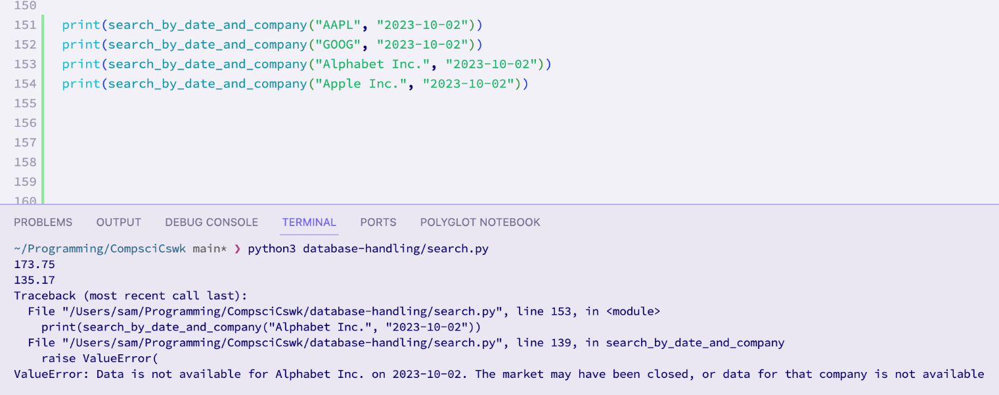 150
151 print(search_by_date_and_company("AAPL", "2023-10-02"))
152 print(search_by_date_and_company("GOOG", "2023-10-02"))
153 print(search_by_date_and_company("Alphabet Inc.", "2023-10-02"))
154 print(search_by_date_and_company("Apple Inc.", "2023-10-02"))
155
156
157
158
159
160
PROBLEMS OUTPUT DEBUG CONSOLE TERMINAL PORTS POLYGLOT NOTEBOOK
~/Programming/CompsciCswk main* ❯ python3 database-handling/search.py
173.75
135.17
Traceback (most recent call last):
  File "/Users/sam/Programming/CompsciCswk/database-handling/search.py", line 153, in <module>
    print(search_by_date_and_company("Alphabet Inc.", "2023-10-02"))
  File "/Users/sam/Programming/CompsciCswk/database-handling/search.py", line 139, in search_by_date_and_company
    raise ValueError(
ValueError: Data is not available for Alphabet Inc. on 2023-10-02. The market may have been closed, or data for that company is not available